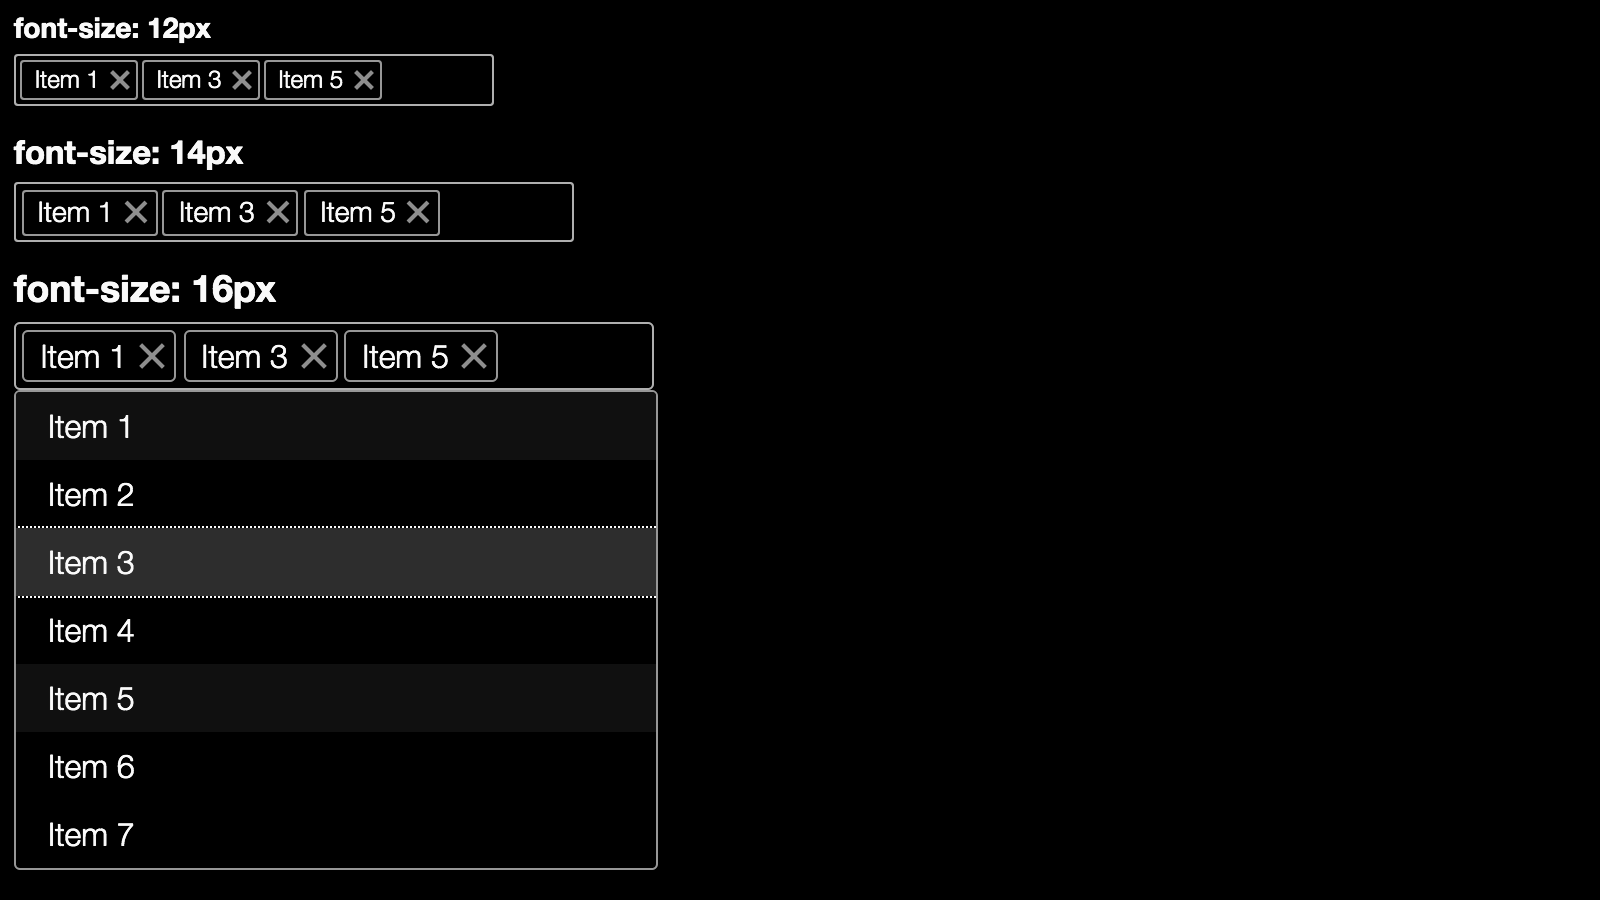 font-size: 12px
Item 1 Item 3 Item 5
font-size: 14px
Item 1 Item 3 Item 5
font-size: 16px
Item 1 Item 3 Item 5
Item 1
Item 2
Item 3
Item 4
Item 5
Item 6
Item 7